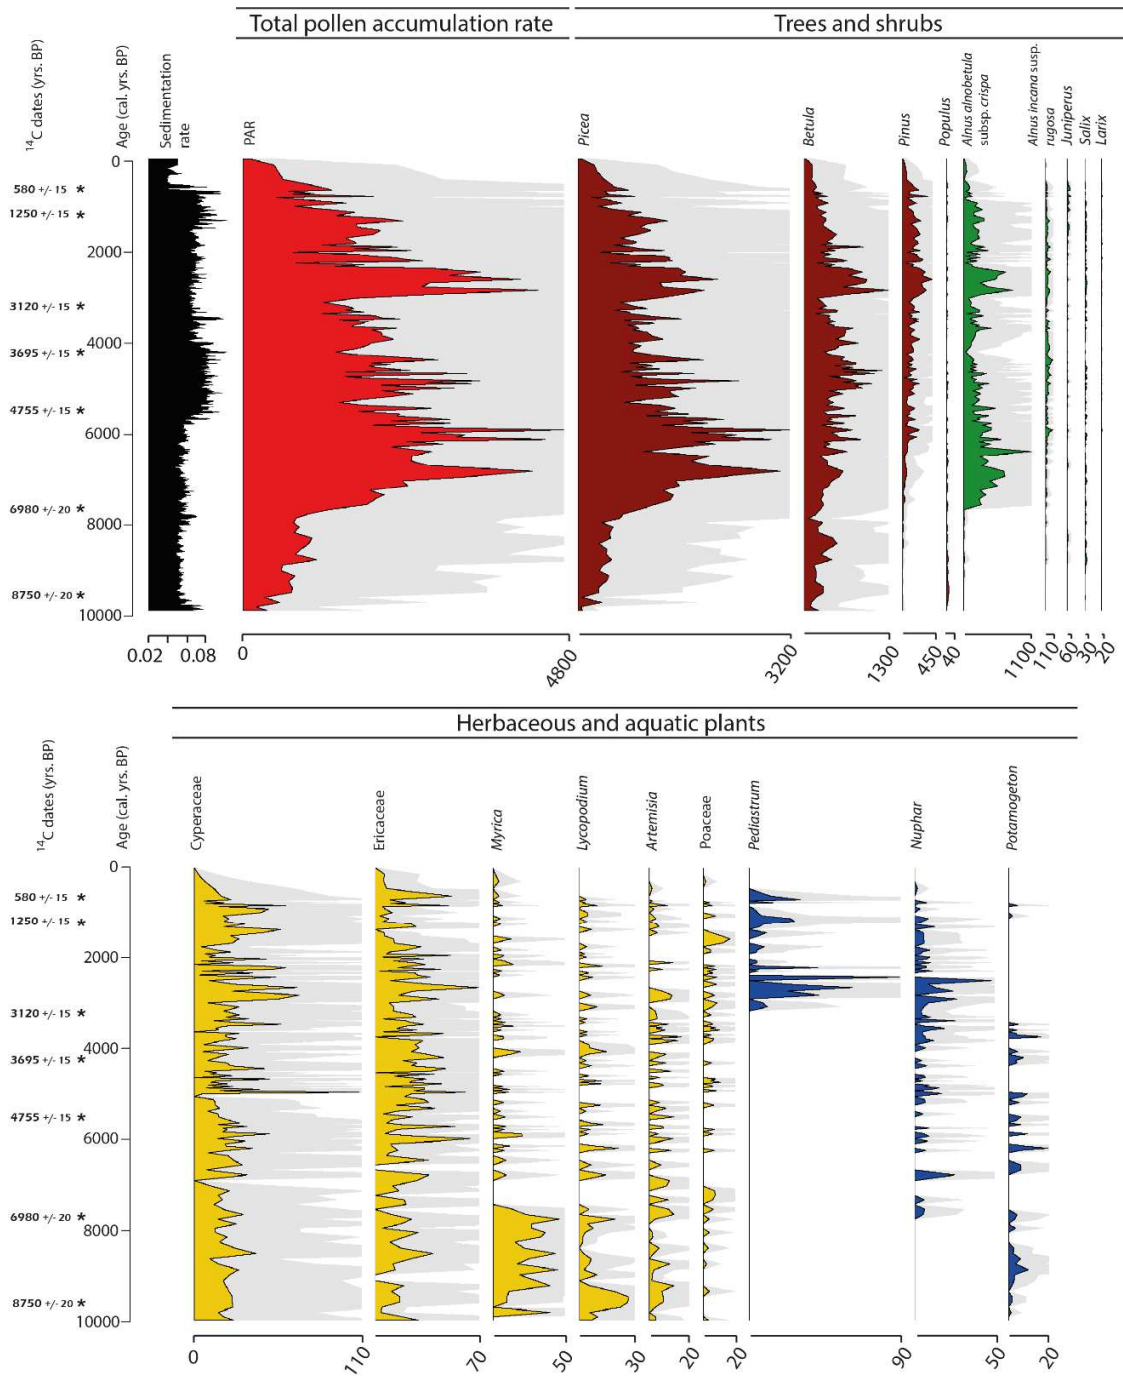 Total pollen accumulation rate
Trees and shrubs
¹⁴C dates (yrs. BP)
Age (cal. yrs. BP)
Sedimentation
rate
PAR
Picea
Betula
Pinus
Populus
Alnus alnobetula
subsp. crispa
Alnus incana susp.
rugosa
Juniperus
Salix
Larix
0
580 +/- 15 *
1250 +/- 15 *
2000
3120 +/- 15 *
4000
3695 +/- 15 *
4755 +/- 15 *
6000
6980 +/- 20 *
8000
8750 +/- 20 *
10000
0.02 0.08 0 4800 3200 1300 450 40 1100 110 60 30 20
Herbaceous and aquatic plants
¹⁴C dates (yrs. BP)
Age (cal. yrs. BP)
Cyperaceae
Ericaceae
Myrica
Lycopodium
Artemisia
Poaceae
Pediastrum
Nuphar
Potamogeton
0
580 +/- 15 *
1250 +/- 15 *
2000
3120 +/- 15 *
4000
3695 +/- 15 *
4755 +/- 15 *
6000
6980 +/- 20 *
8000
8750 +/- 20 *
10000
0 110 70 50 30 20 20 90 50 20